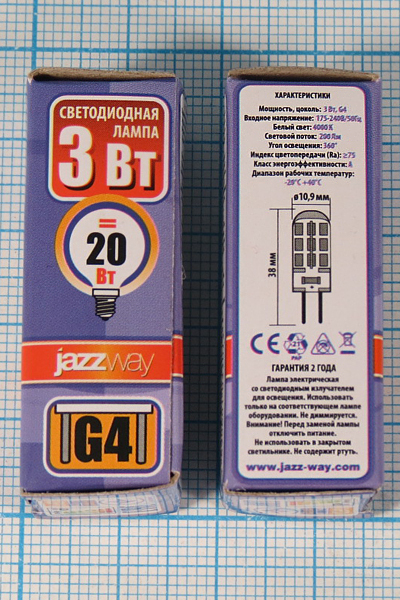 СВЕТОДИОДНАЯ
ЛАМПА
3 Вт
=
20
Вт
jazzway
G4
ХАРАКТЕРИСТИКИ
Мощность, цоколь: 3 Вт, G4
Входное напряжение: 175-240В/50Гц
Белый свет: 4000 К
Световой поток: 200Лм
Угол освещения: 360°
Индекс цветопередачи (Ra): ≥75
Класс энергоэффективности: А
Диапазон рабочих температур:
-20°С +40°С
ø10,9 мм
38 мм
CE
21
PAP
ГАРАНТИЯ 2 ГОДА
Лампа электрическая
со светодиодным излучателем
для освещения. Использовать
только на соответствующем лампе
оборудовании. Не диммируется.
Внимание! Перед заменой лампы
отключить питание.
Не использовать в закрытом
светильнике. Не содержит ртуть.
www.jazz-way.com